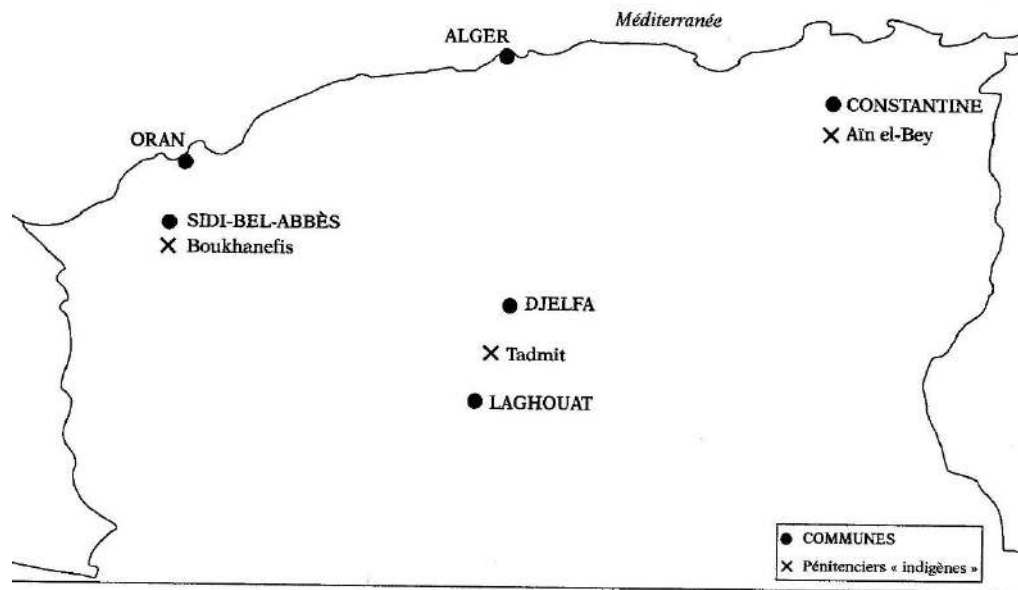 Méditerranée
ALGER
CONSTANTINE
Aïn el-Bey
ORAN
SIDI-BEL-ABBÈS
Boukhanefis
DJELFA
Tadmit
LAGHOUAT
COMMUNES
Pénitenciers « indigènes »